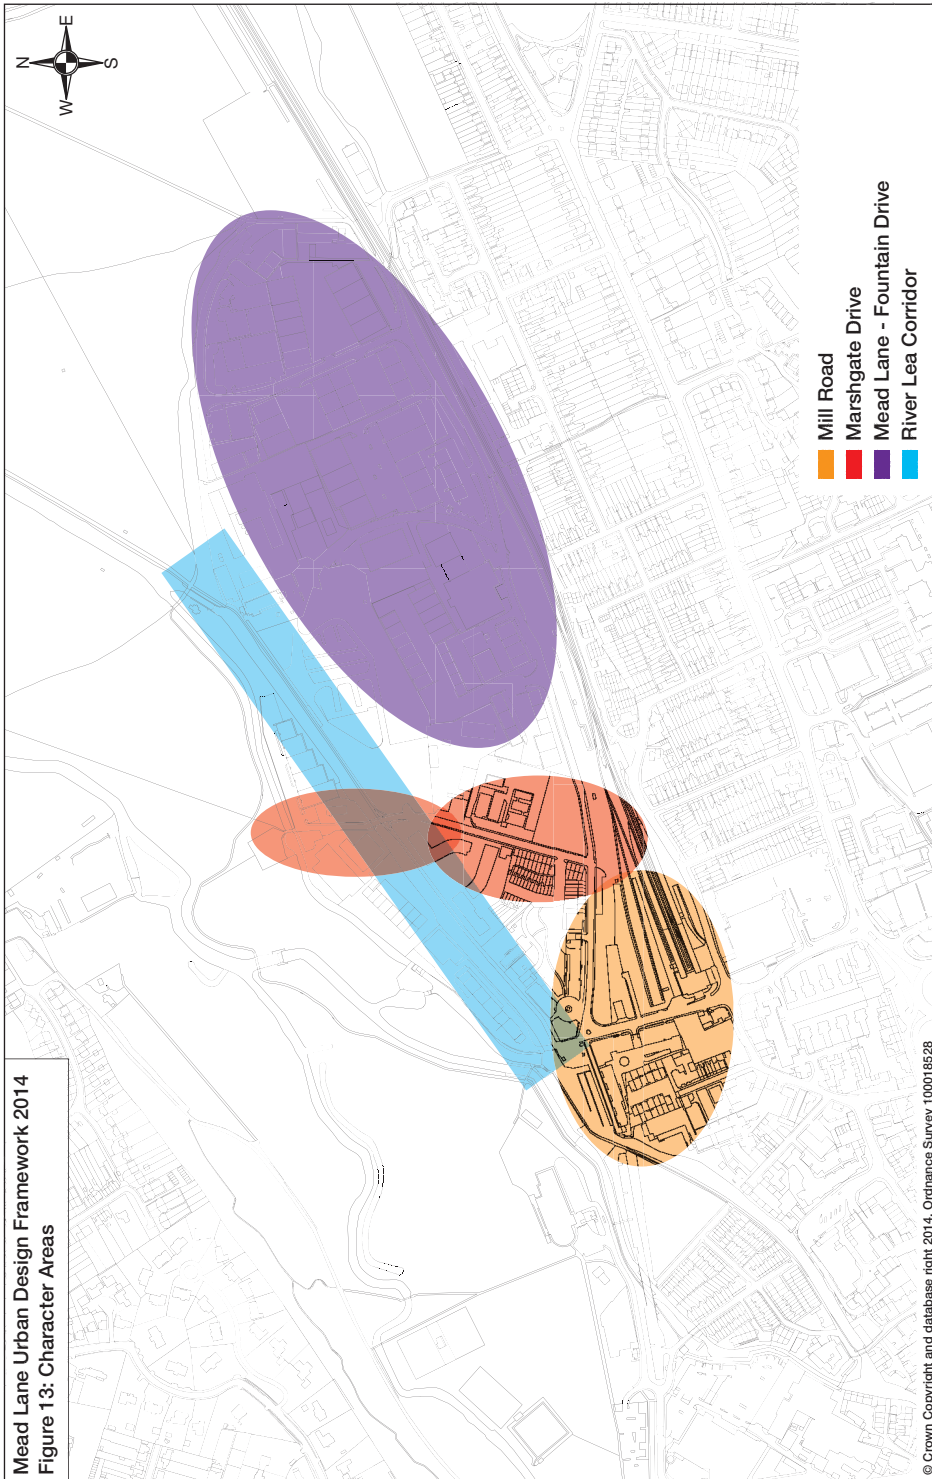 Mead Lane Urban Design Framework 2014
Figure 13: Character Areas
N
E
S
W
Mill Road
Marshgate Drive
Mead Lane - Fountain Drive
River Lea Corridor
© Crown Copyright and database right 2014. Ordnance Survey 100018528